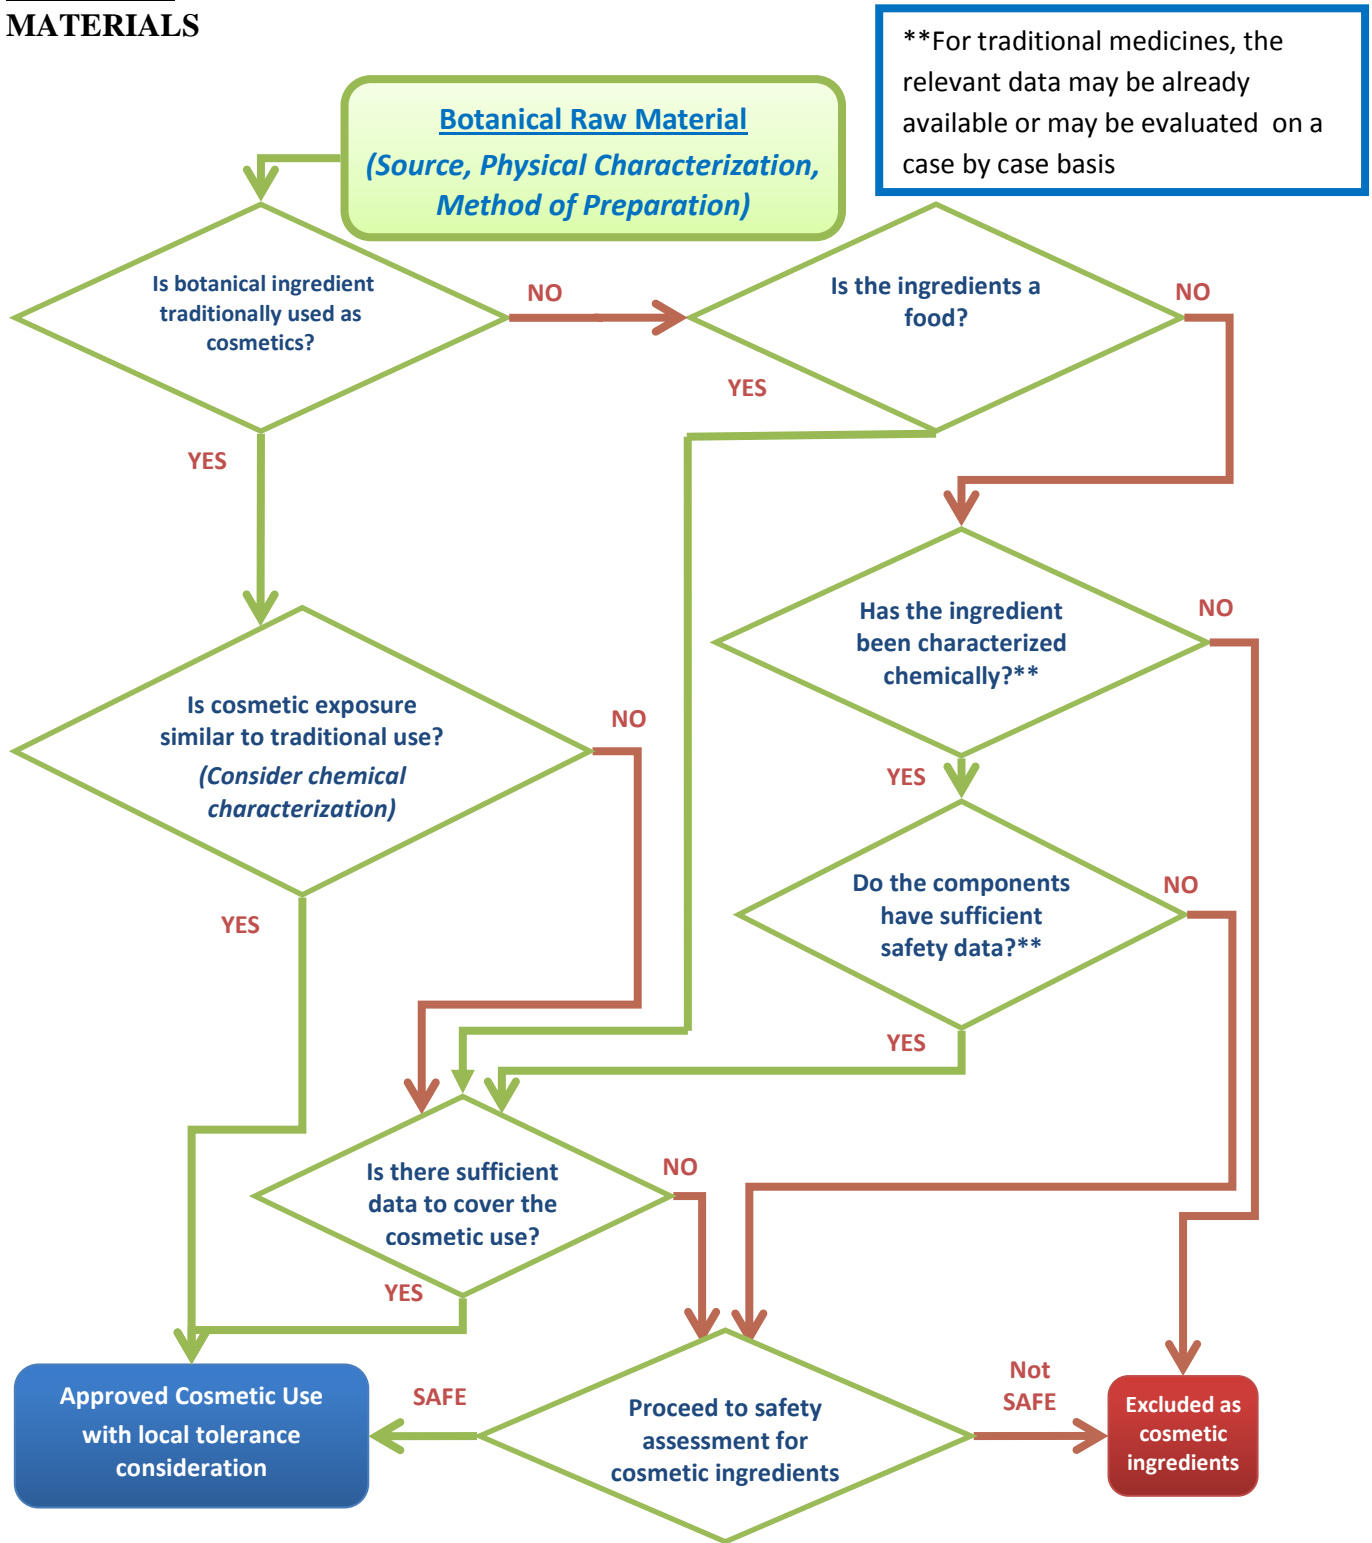 MATERIALS
**For traditional medicines, the
relevant data may be already
available or may be evaluated on a
case by case basis
Botanical Raw Material
(Source, Physical Characterization,
Method of Preparation)
Is botanical ingredient
traditionally used as
cosmetics?
NO
Is the ingredients a
food?
NO
YES
YES
Has the ingredient
been characterized
chemically?**
NO
Is cosmetic exposure
similar to traditional use?
(Consider chemical
characterization)
NO
YES
YES
Do the components
have sufficient
safety data?**
NO
YES
Is there sufficient
data to cover the
cosmetic use?
NO
YES
Approved Cosmetic Use
with local tolerance
consideration
SAFE
Proceed to safety
assessment for
cosmetic ingredients
Not
SAFE
Excluded as
cosmetic
ingredients